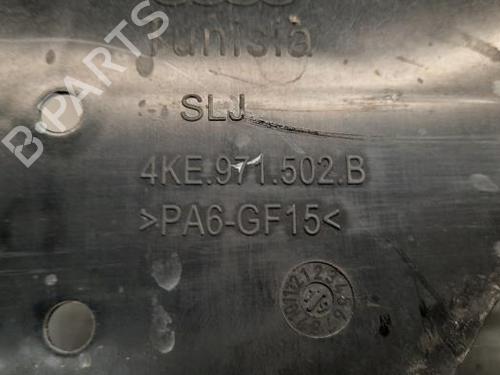 Tunisia
SLJ
4KE.971.502.B
>PA6-GF15<
B-PARTS